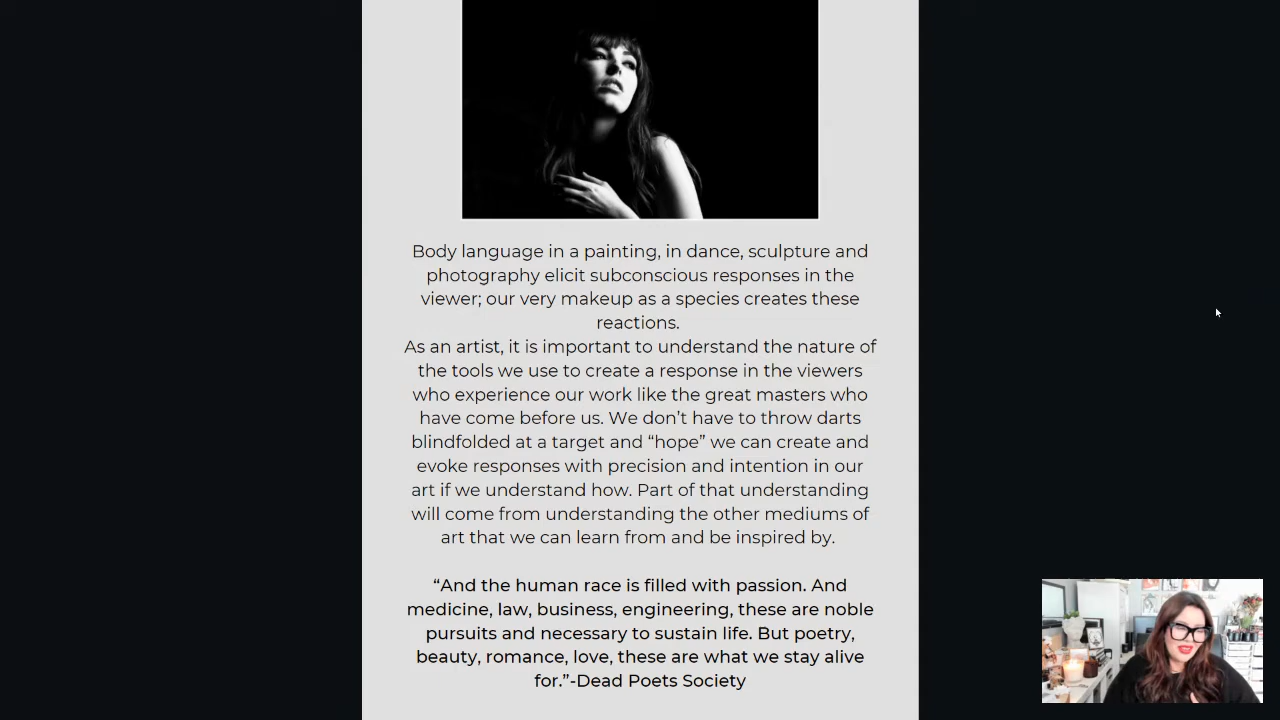 Body language in a painting, in dance, sculpture and
photography elicit subconscious responses in the
viewer; our very makeup as a species creates these
reactions.
As an artist, it is important to understand the nature of
the tools we use to create a response in the viewers
who experience our work like the great masters who
have come before us. We don’t have to throw darts
blindfolded at a target and “hope” we can create and
evoke responses with precision and intention in our
art if we understand how. Part of that understanding
will come from understanding the other mediums of
art that we can learn from and be inspired by.
“And the human race is filled with passion. And
medicine, law, business, engineering, these are noble
pursuits and necessary to sustain life. But poetry,
beauty, romance, love, these are what we stay alive
for.”-Dead Poets Society